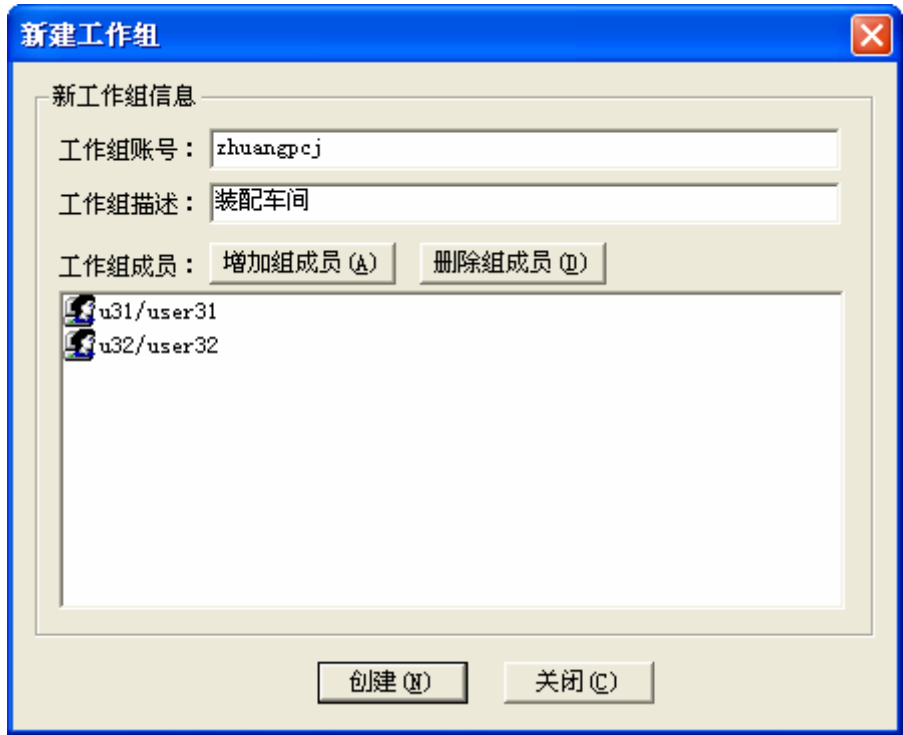 新建工作组
新工作组信息
工作组账号： zhuangpcj
工作组描述： 装配车间
工作组成员： 增加组成员(A) 删除组成员(D)
u31/user31
u32/user32
创建(N) 关闭(C)